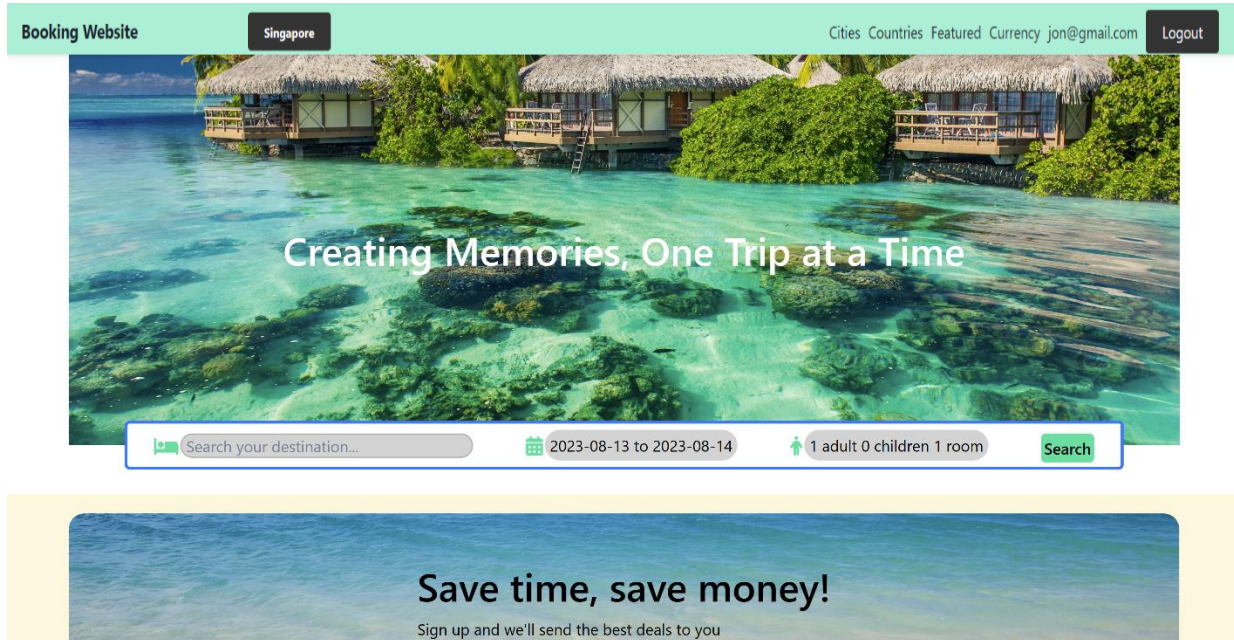 Booking Website
Singapore
Cities Countries Featured Currency jon@gmail.com Logout
Creating Memories, One Trip at a Time
Search your destination...
2023-08-13 to 2023-08-14
1 adult 0 children 1 room
Search
Save time, save money!
Sign up and we'll send the best deals to you